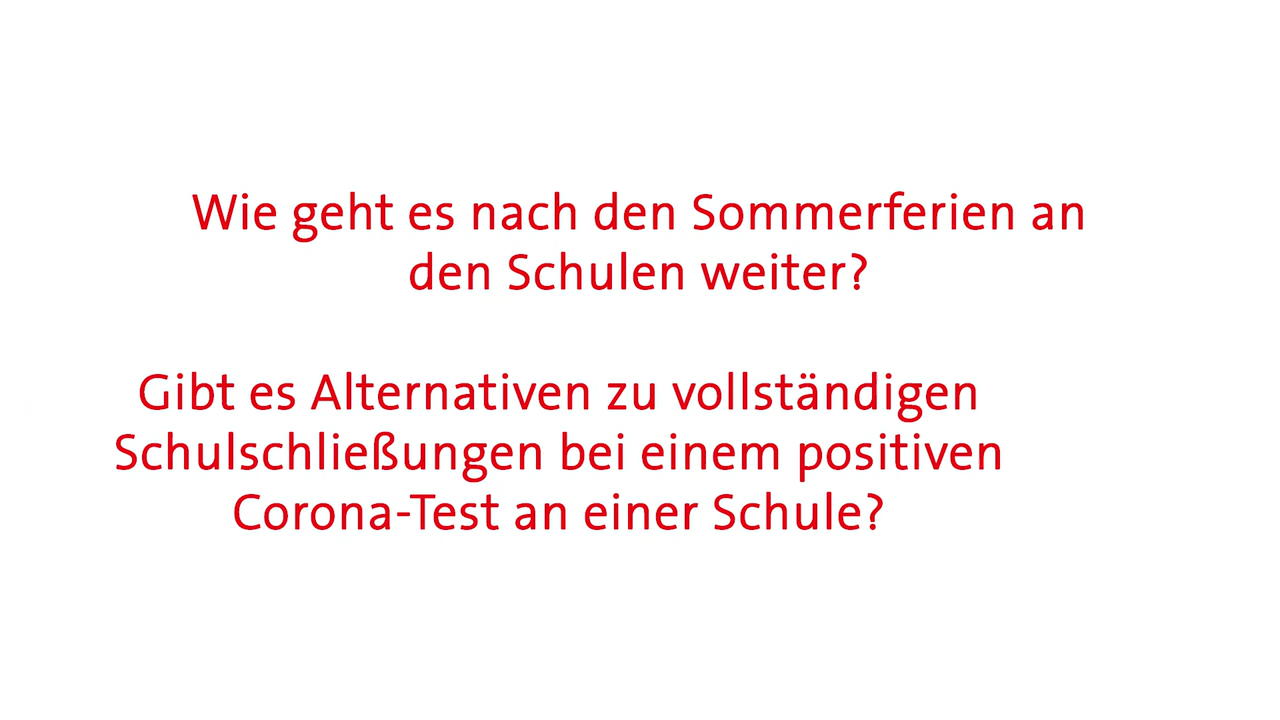 Wie geht es nach den Sommerferien an
den Schulen weiter?
Gibt es Alternativen zu vollständigen
Schulschließungen bei einem positiven
Corona-Test an einer Schule?